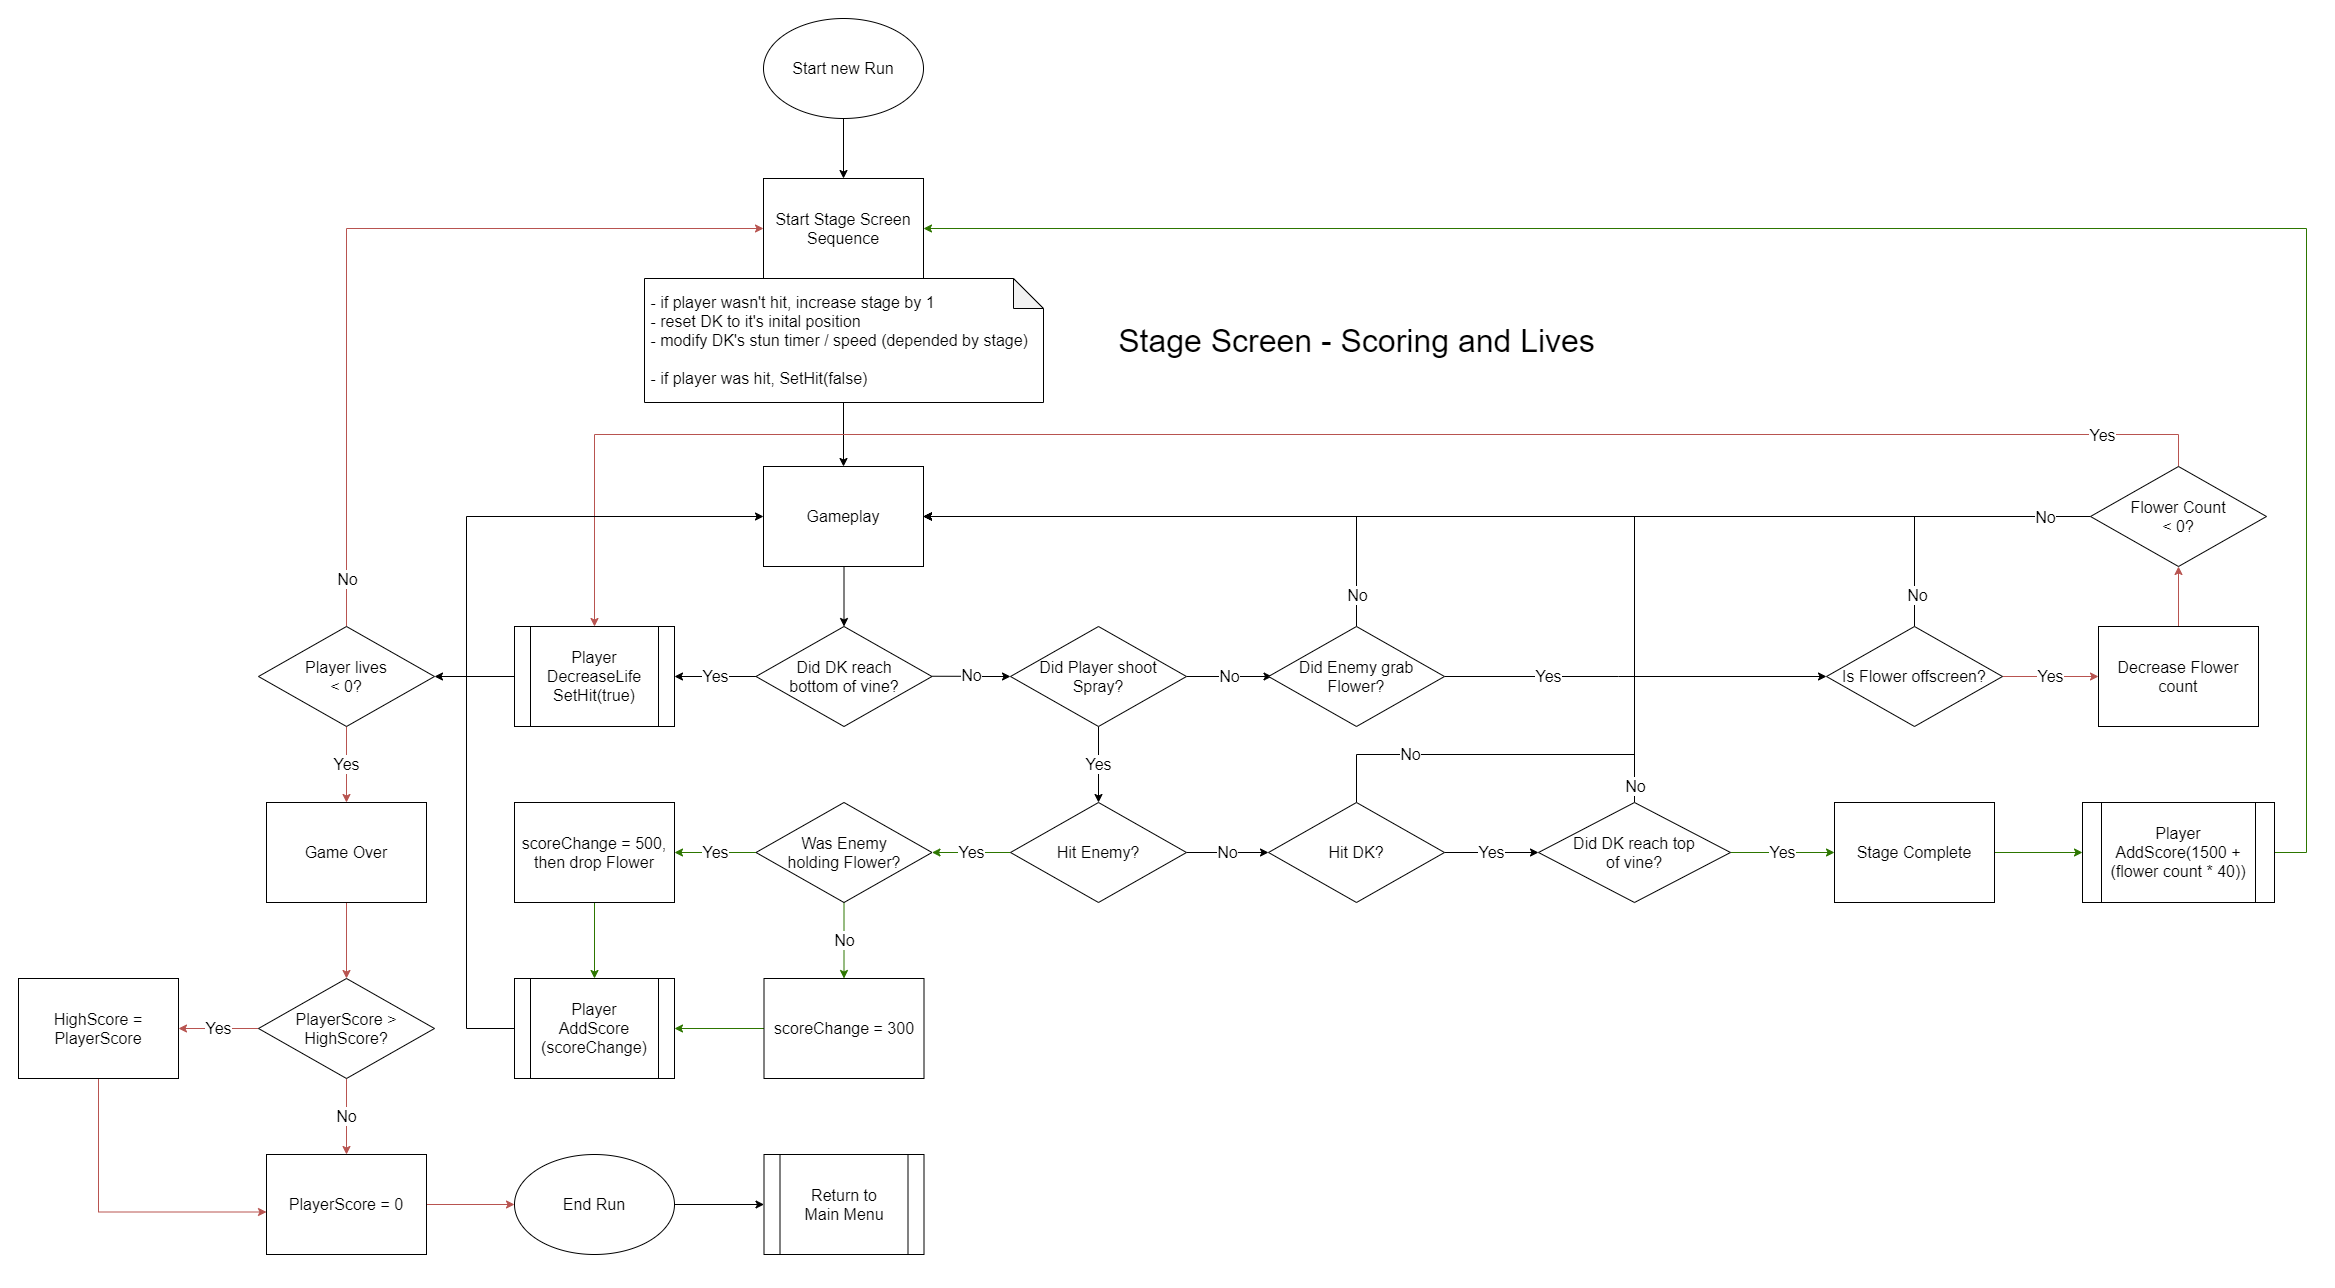 Start new Run
Start Stage Screen
Sequence
- if player wasn't hit, increase stage by 1
- reset DK to it's inital position
- modify DK's stun timer / speed (depended by stage)
- if player was hit, SetHit(false)
Stage Screen - Scoring and Lives
Yes
Gameplay
No
Flower Count
< 0?
No
No
No
Player lives
< 0?
Player
DecreaseLife
SetHit(true)
Yes
Did DK reach
bottom of vine?
No
Did Player shoot
Spray?
No
Did Enemy grab
Flower?
Yes
Is Flower offscreen?
Yes
Decrease Flower
count
Yes
Yes
No
No
Game Over
scoreChange = 500,
then drop Flower
Yes
Was Enemy
holding Flower?
Yes
Hit Enemy?
No
Hit DK?
Yes
Did DK reach top
of vine?
Yes
Stage Complete
Player
AddScore(1500 +
(flower count * 40))
No
HighScore =
PlayerScore
Yes
PlayerScore >
HighScore?
Player
AddScore
(scoreChange)
scoreChange = 300
No
PlayerScore = 0
End Run
Return to
Main Menu